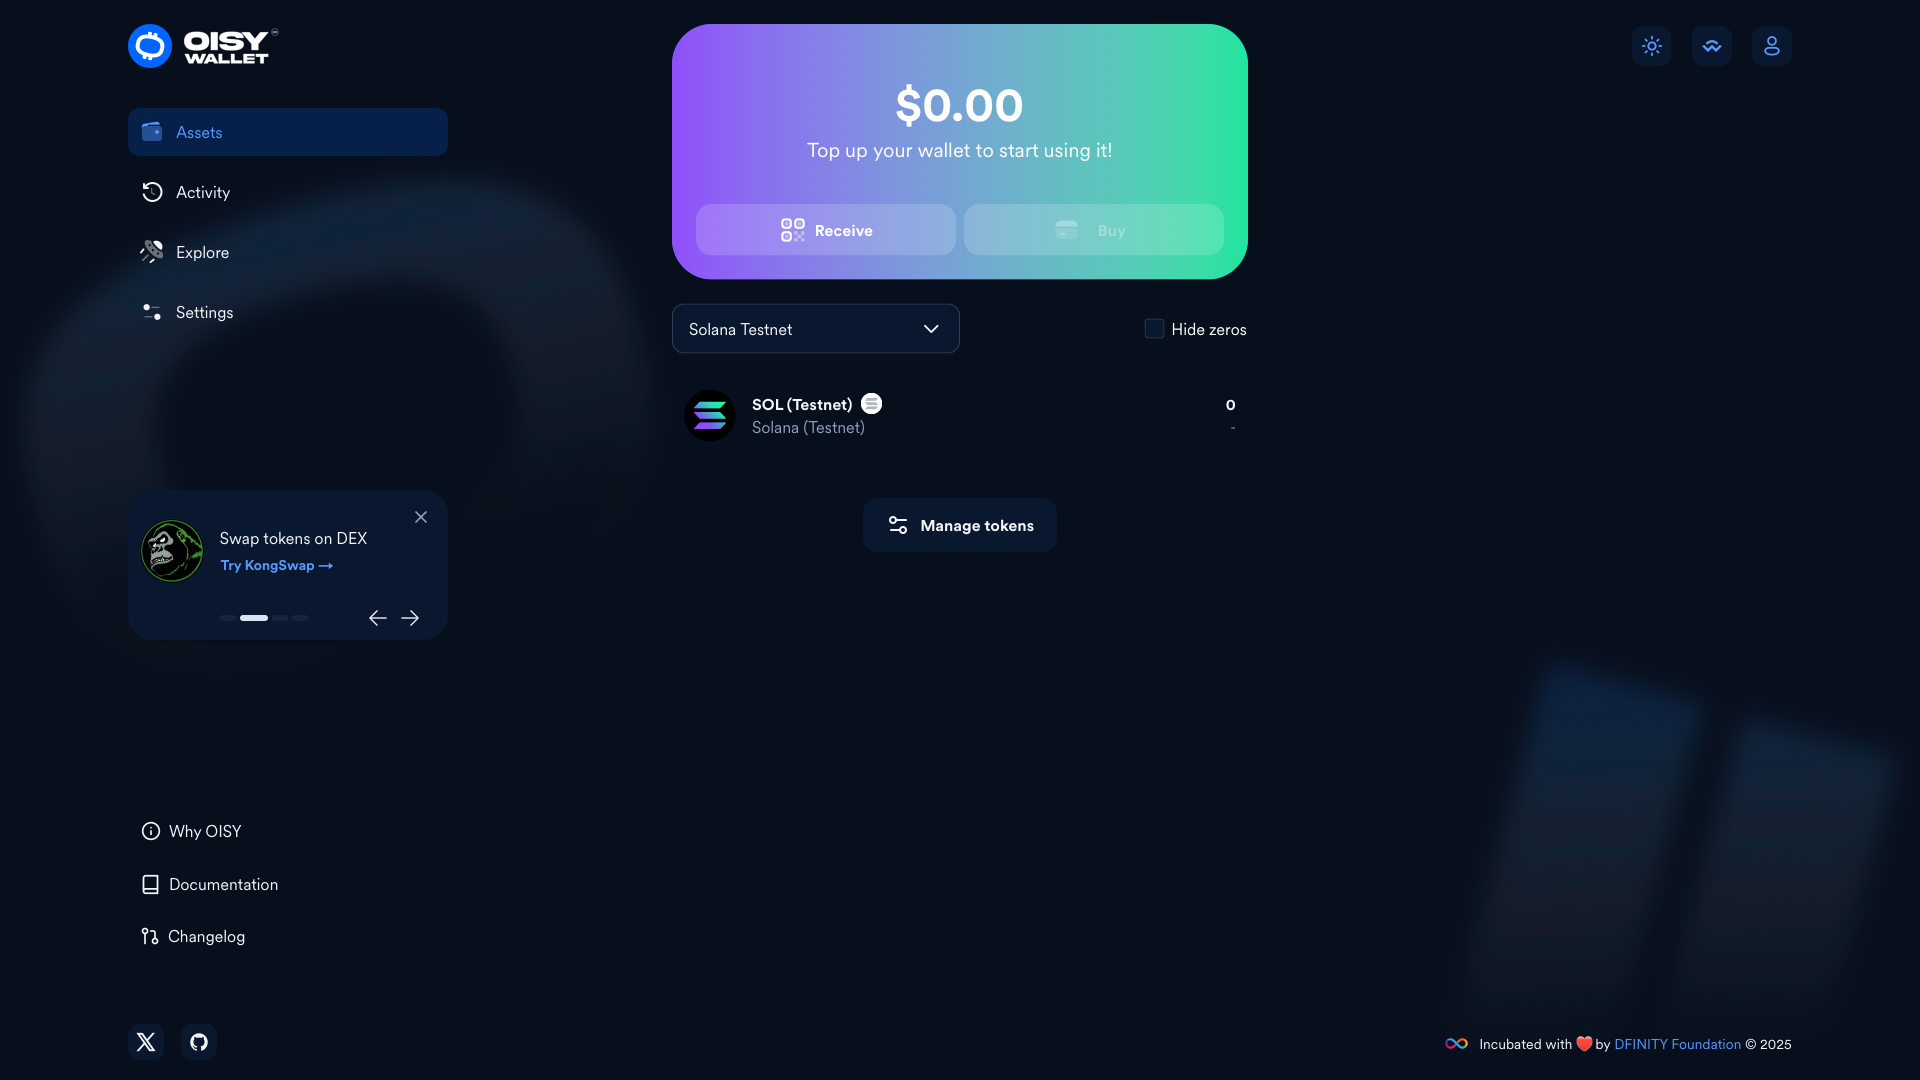 OISY
WALLET
Assets
Activity
Explore
Settings
Swap tokens on DEX
Try KongSwap →
Why OISY
Documentation
Changelog
$0.00
Top up your wallet to start using it!
Receive
Buy
Solana Testnet
Hide zeros
SOL (Testnet)
0
Solana (Testnet)
-
Manage tokens
Incubated with ❤️ by DFINITY Foundation © 2025